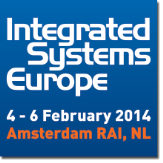 Integrated
Systems
Europe
4 - 6 February 2014
Amsterdam RAI, NL